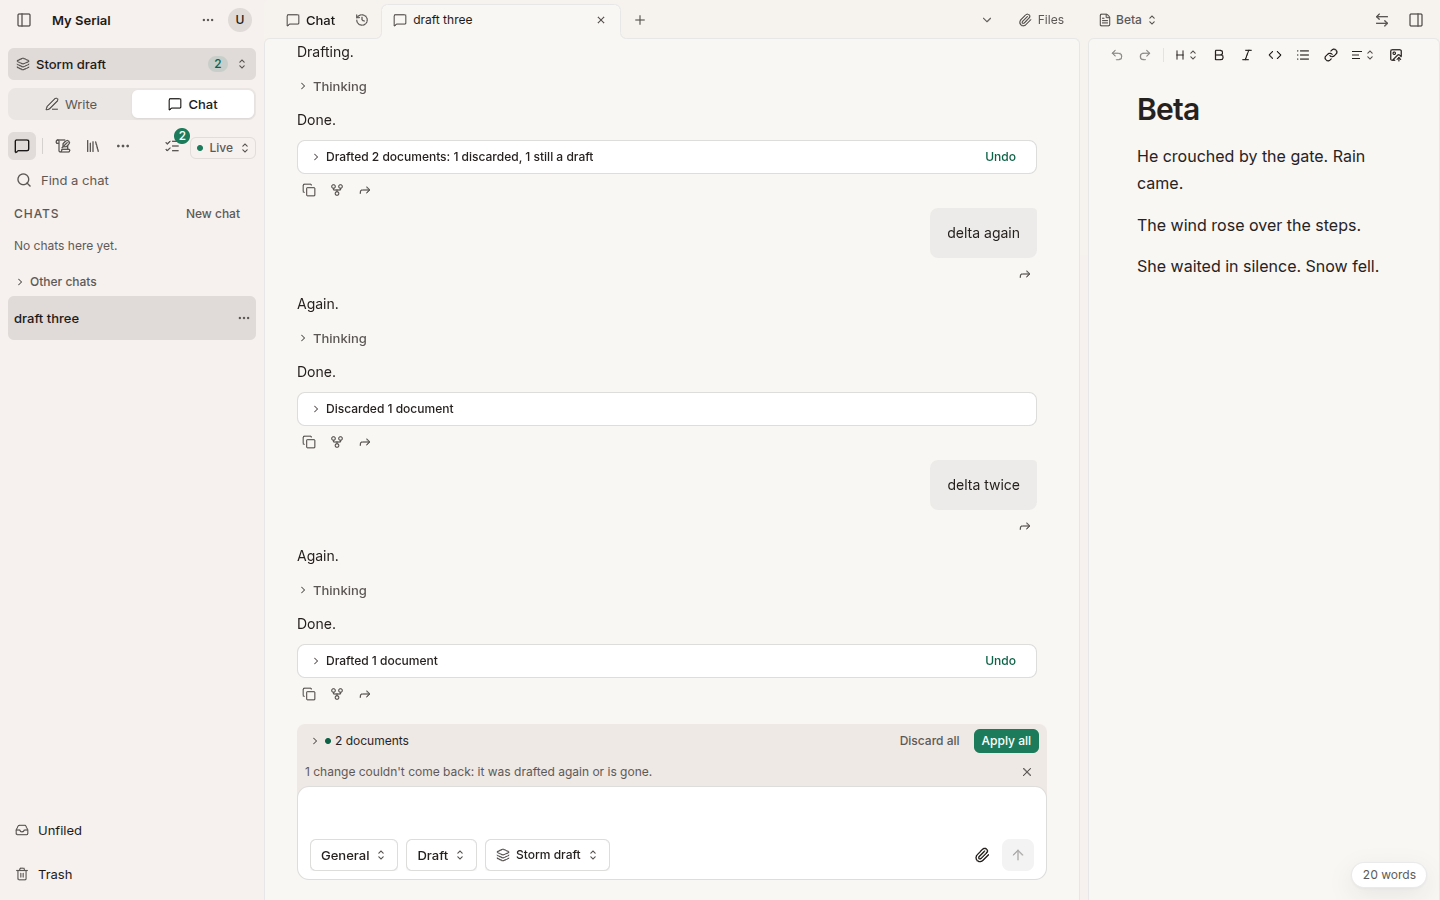 My Serial
U
Storm draft
2
Write
Chat
2
Live
Find a chat
CHATS
New chat
No chats here yet.
Other chats
draft three
Unfiled
Trash
Chat
draft three
Files
Drafting.
Thinking
Done.
Drafted 2 documents: 1 discarded, 1 still a draft
Undo
delta again
Again.
Thinking
Done.
Discarded 1 document
delta twice
Again.
Thinking
Done.
Drafted 1 document
Undo
2 documents
Discard all
Apply all
1 change couldn't come back: it was drafted again or is gone.
General
Draft
Storm draft
Beta
H
B
I
Beta
He crouched by the gate. Rain
came.
The wind rose over the steps.
She waited in silence. Snow fell.
20 words